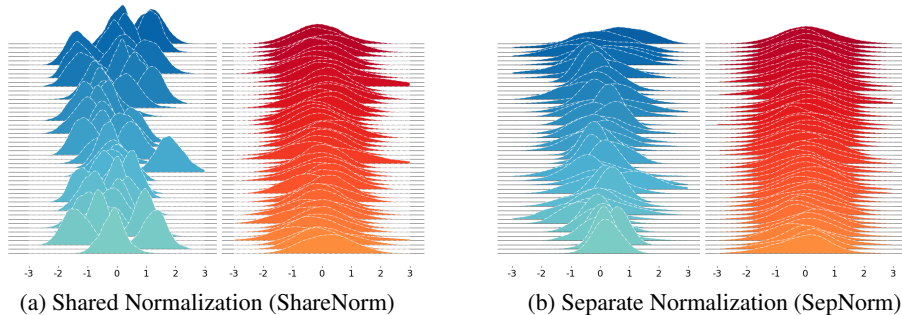 -3 -2 -1 0 1 2 3 -3 -2 -1 0 1 2 3 -3 -2 -1 0 1 2 3 -3 -2 -1 0 1 2 3
(a) Shared Normalization (ShareNorm) (b) Separate Normalization (SepNorm)